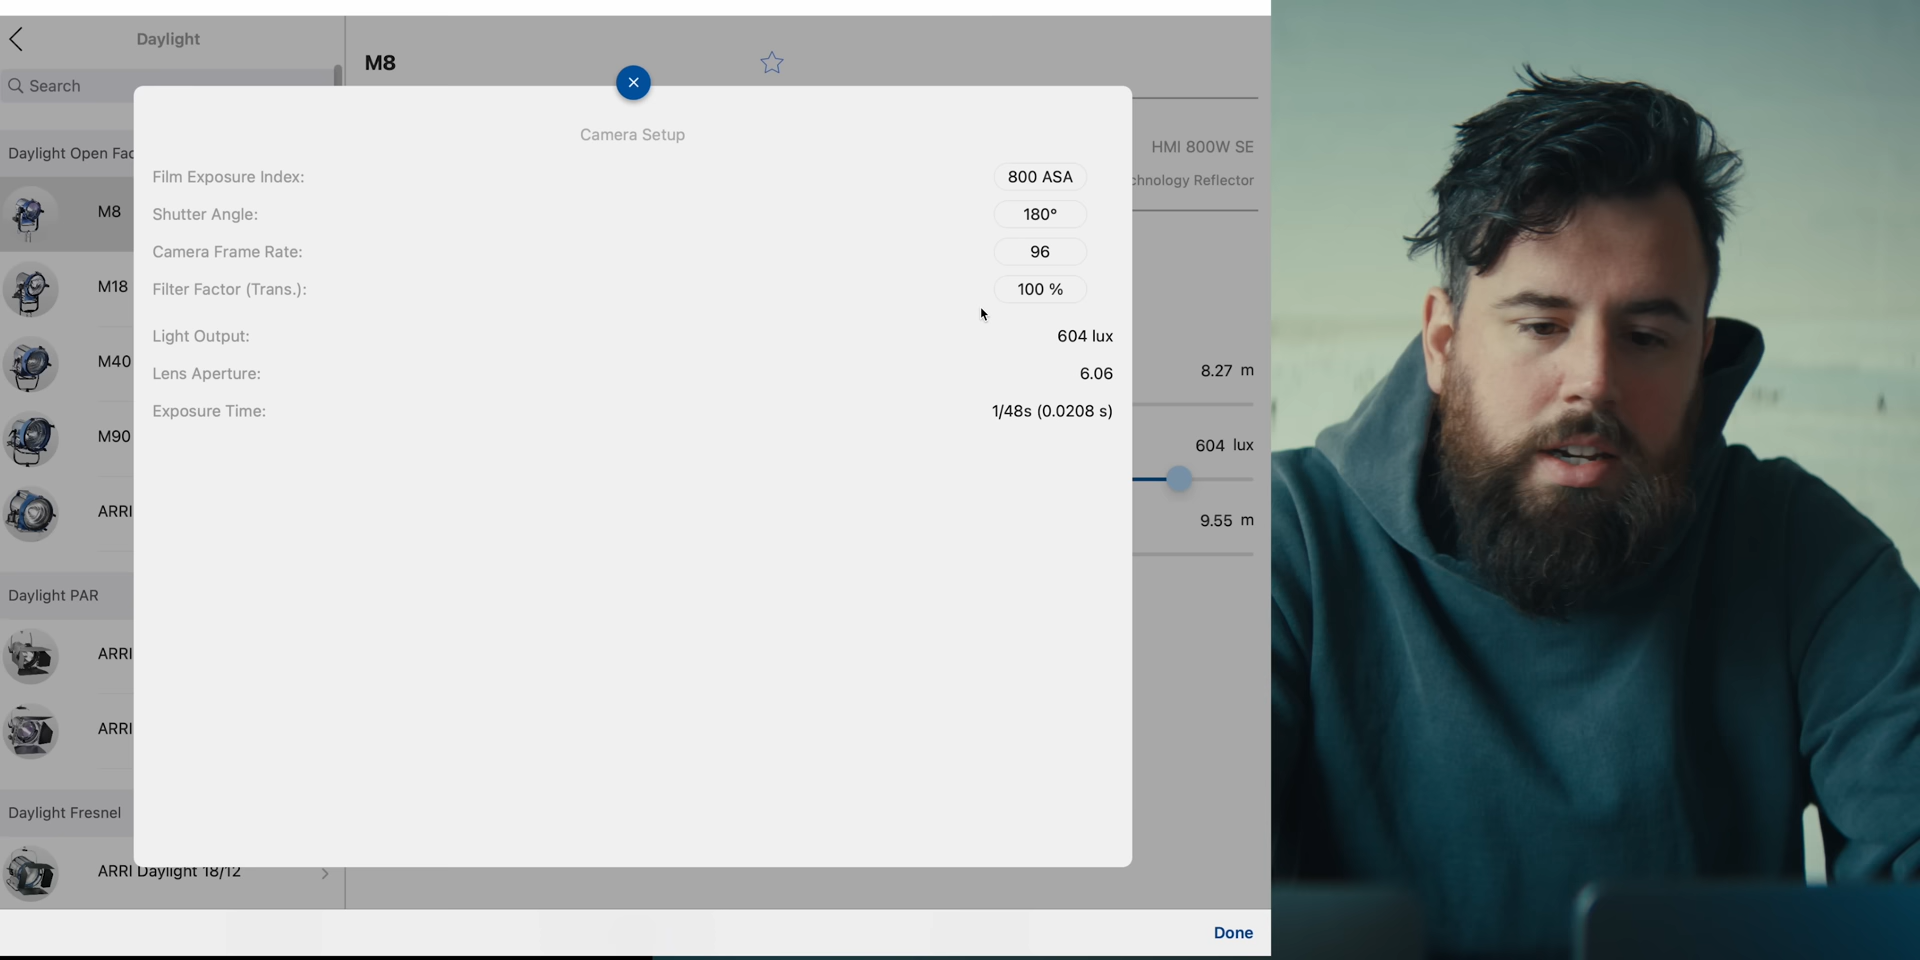 Daylight
Search
M8
Daylight Open Fac
HMI 800W SE
chnology Reflector
M8
M18
M40
M90
ARRI
Daylight PAR
ARRI
ARRI
Daylight Fresnel
ARRI Daylight 18/12
Camera Setup
Film Exposure Index: 800 ASA
Shutter Angle: 180°
Camera Frame Rate: 96
Filter Factor (Trans.): 100 %
Light Output: 604 lux
Lens Aperture: 6.06
Exposure Time: 1/48s (0.0208 s)
8.27 m
604 lux
9.55 m
Done